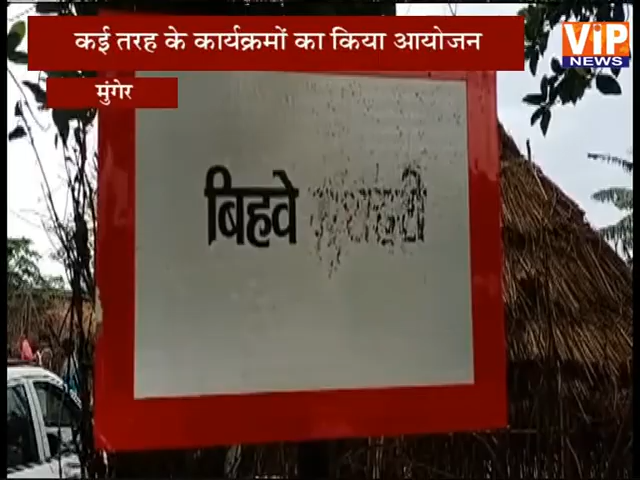 कई तरह के कार्यक्रमों का किया आयोजन
VIP
NEWS
मुंगेर
बिहवे